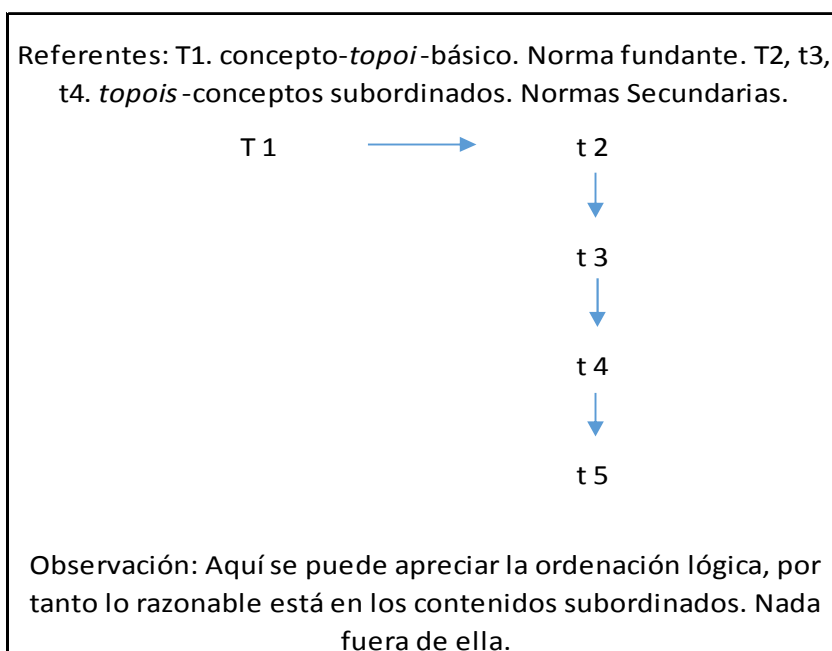 Referentes: T1. concepto-topoi-básico. Norma fundante. T2, t3,
t4. topois-conceptos subordinados. Normas Secundarias.
T 1 t 2
t 3
t 4
t 5
Observación: Aquí se puede apreciar la ordenación lógica, por
tanto lo razonable está en los contenidos subordinados. Nada
fuera de ella.